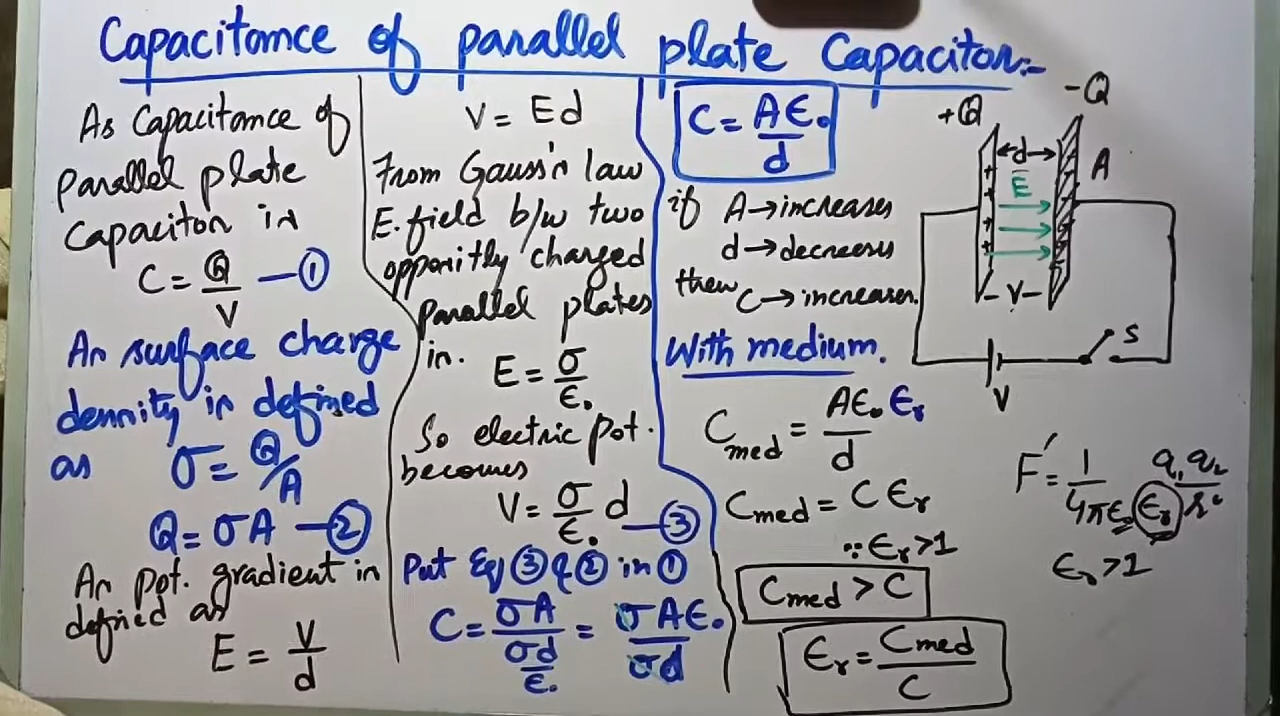 Capacitance of parallel plate Capacitor:-
As Capacitance of
parallel plate
Capacitor is
C = Q/V —①
As surface charge
density is defined
as σ = Q/A
Q = σA —②
As pot. gradient is
defined as
E = V/d
V = Ed
From Gauss's law
E. field b/w two
oppositly charged
parallel plates
is.
E = σ/ε₀
So electric pot.
becomes
V = σ/ε₀ d —③
Put Eq ③ & ② in ①
C = σA / (σd/ε₀) = σAε₀/σd
C = Aε₀/d
if A→increases
d→decreases
then C→increases.
With medium.
C med = Aε₀εr/d
C med = Cεr
∵ εr>1
C med > C
εr = C med/C
+Q
-Q
d
E
A
+ + + +
- V -
S
V
F' = 1/4πε₀εr q₁q₂/r²
εr>1